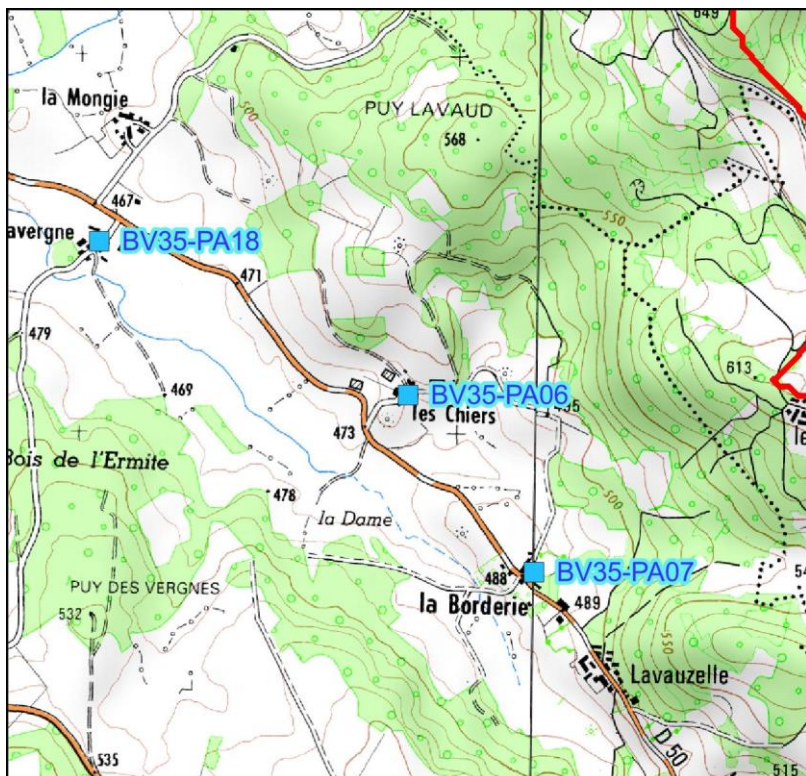 649
la Mongie
500
PUY LAVAUD
568
467
avergne
BV35-PA18
550
471
479
613
BV35-PA06
les Chiers
469
473
Bois de l'Ermite
478
la Dame
500
PUY DES VERGNES
488
BV35-PA07
532
la Borderie
489
550
Lavauzelle
D 50
535
515